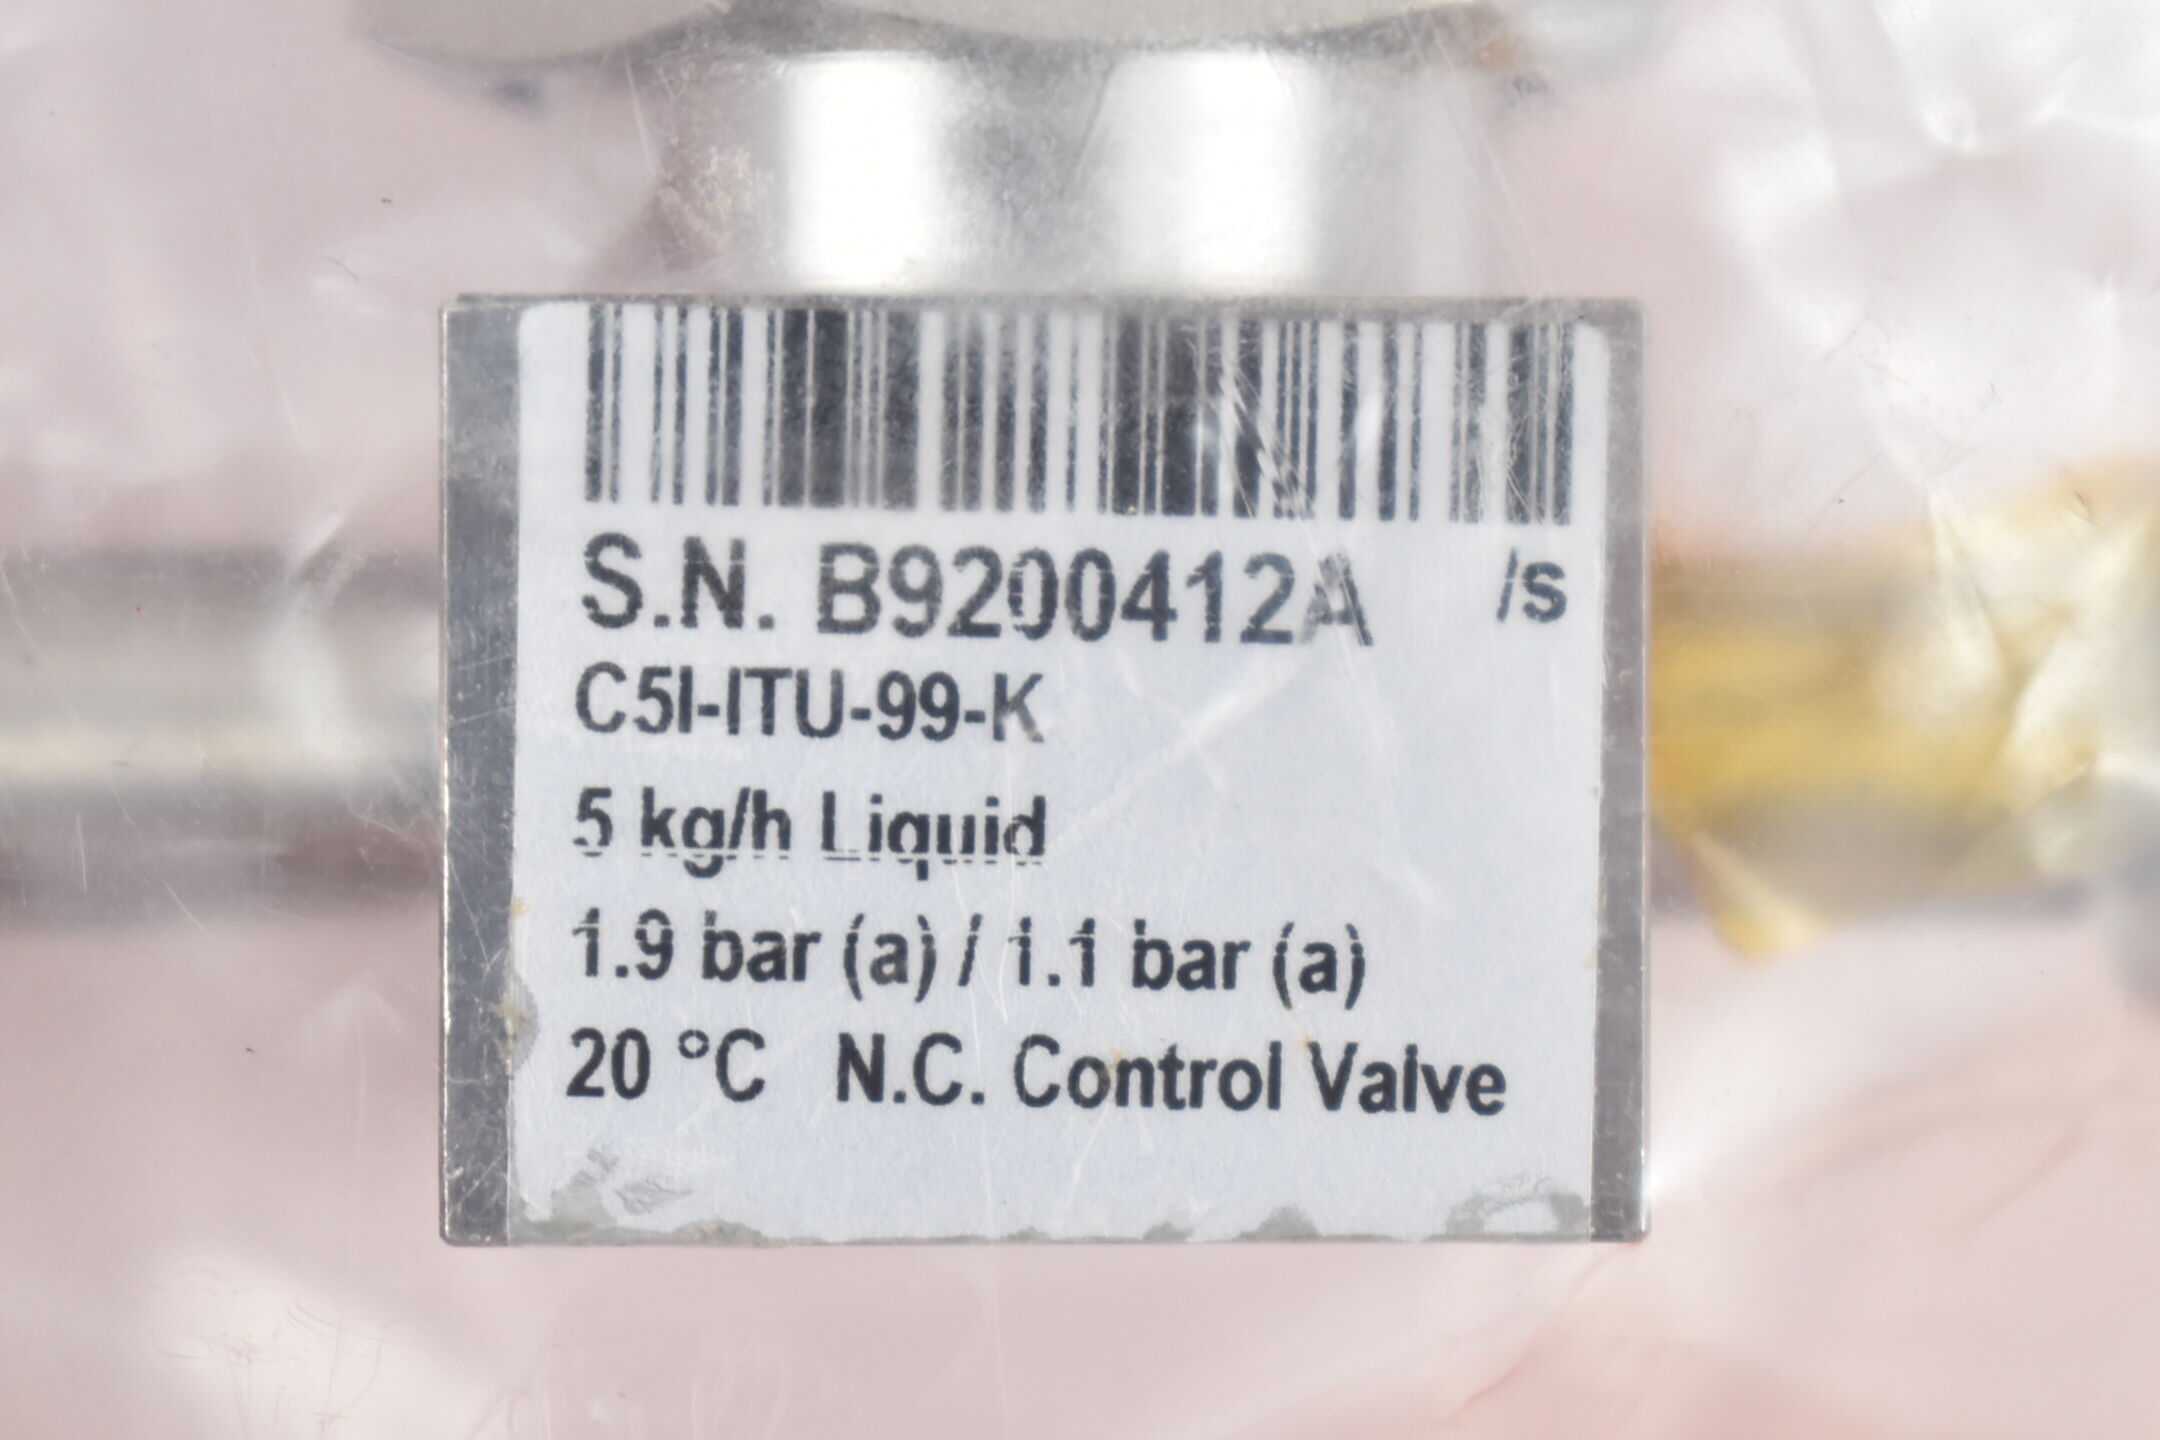 S.N. B9200412A /s
C5I-ITU-99-K
5 kg/h Liquid
1.9 bar (a) / 1.1 bar (a)
20 °C N.C. Control Valve